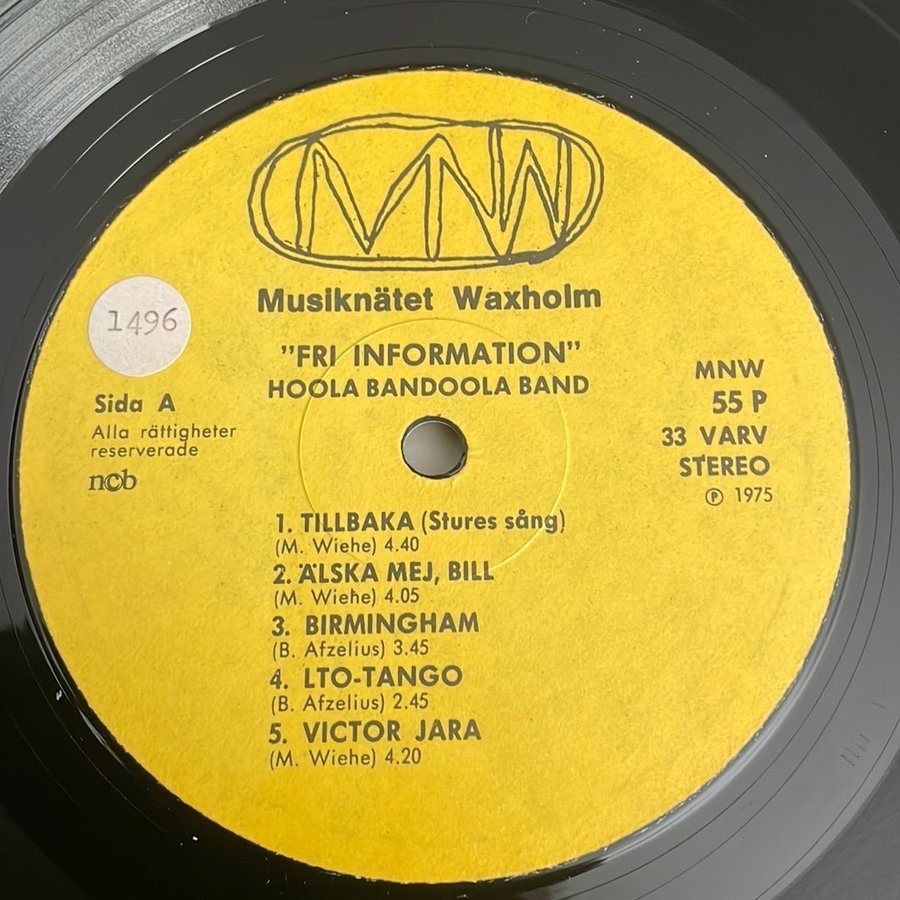 MNW
Musiknätet Waxholm
1496
"FRI INFORMATION"
HOOLA BANDOOLA BAND
Sida A
Alla rättigheter
reserverade
ncb
MNW
55 P
33 VARV
STEREO
Ⓟ 1975
1. TILLBAKA (Stures sång)
(M. Wiehe) 4.40
2. ÄLSKA MEJ, BILL
(M. Wiehe) 4.05
3. BIRMINGHAM
(B. Afzelius) 3.45
4. LTO-TANGO
(B. Afzelius) 2.45
5. VICTOR JARA
(M. Wiehe) 4.20